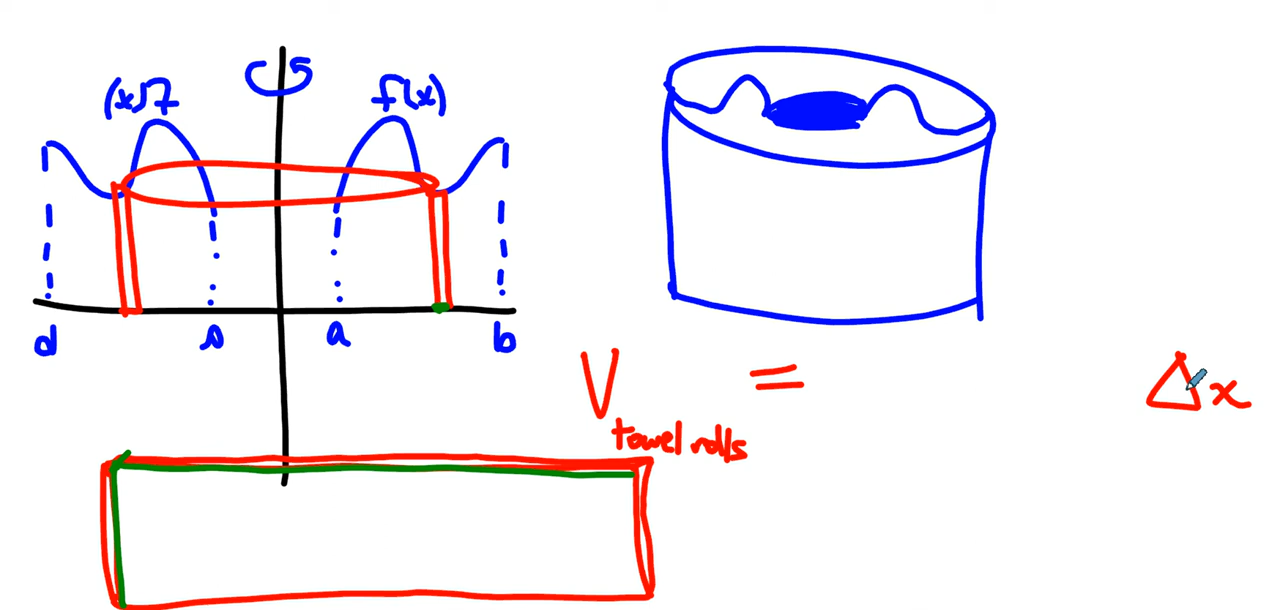 f(x)
a b
V towel rolls = Δx